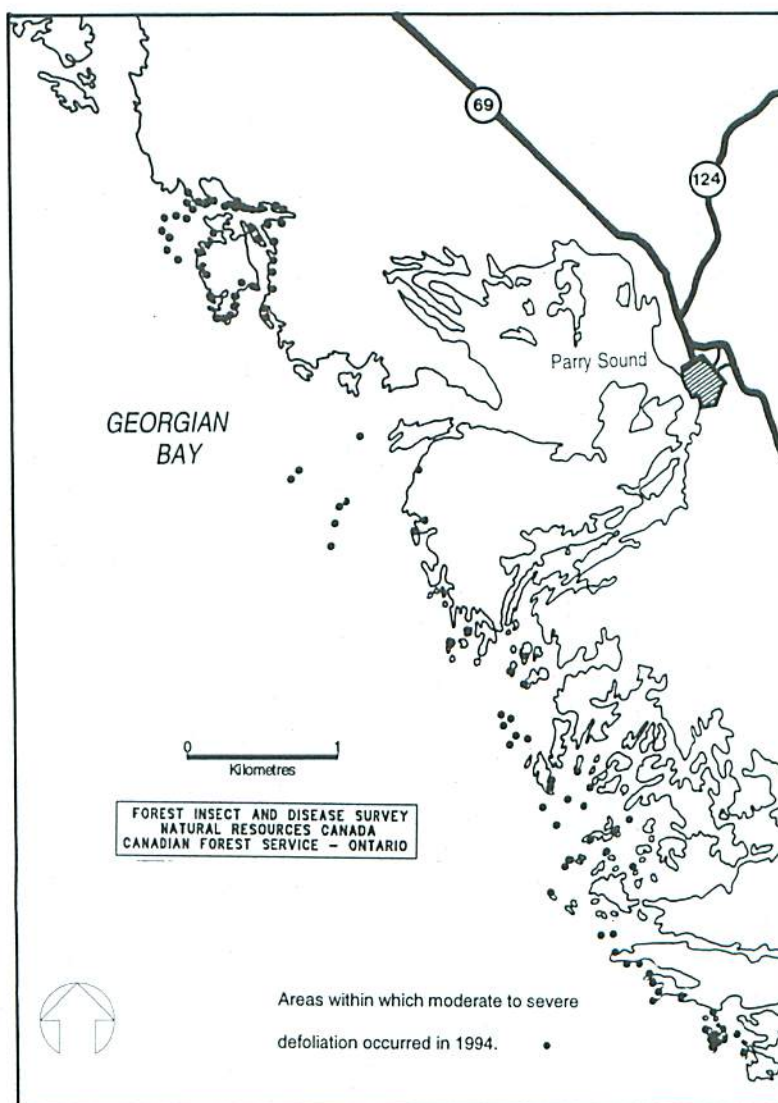 69
124
Parry Sound
GEORGIAN
BAY
0 1
Kilometres
FOREST INSECT AND DISEASE SURVEY
NATURAL RESOURCES CANADA
CANADIAN FOREST SERVICE - ONTARIO
Areas within which moderate to severe
defoliation occurred in 1994.